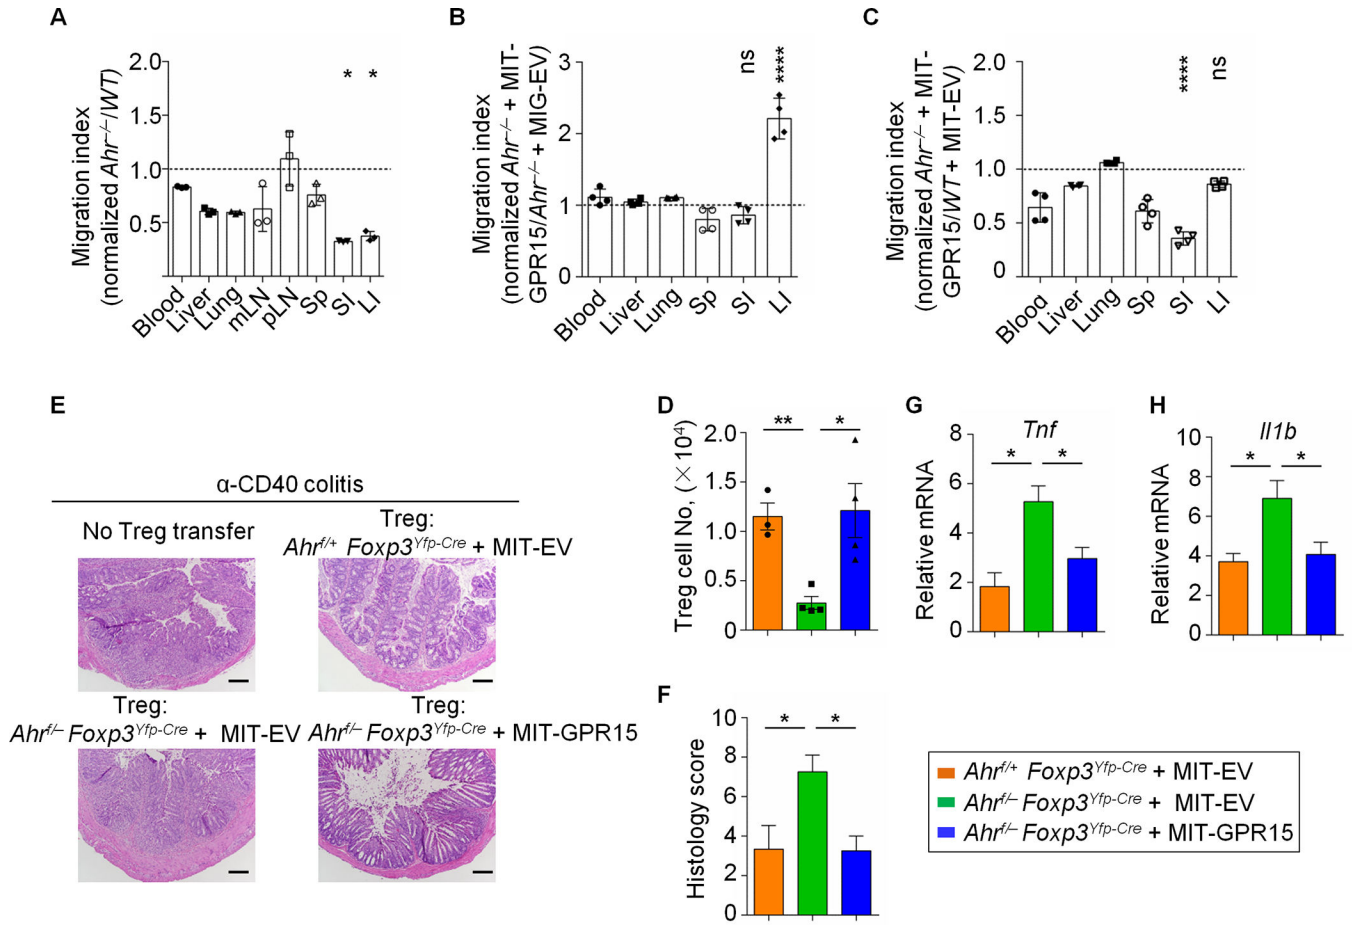 A
Migration index
(normalized Ahr–/–/WT)
2.0
1.5
1.0
0.5
* *
Blood Liver Lung mLN pLN Sp SI LI
B
Migration index
(normalized Ahr–/– + MIT-
GPR15/Ahr–/– + MIG-EV)
3
2
1
0
ns ****
Blood Liver Lung Sp SI LI
C
Migration index
(normalized Ahr–/– + MIT-
GPR15/WT + MIT-EV)
2.0
1.5
1.0
0.5
0
**** ns
Blood Liver Lung Sp SI LI
E
α-CD40 colitis
No Treg transfer
Treg:
Ahrf/+ Foxp3Yfp-Cre + MIT-EV
Treg:
Ahrf/– Foxp3Yfp-Cre + MIT-EV
Treg:
Ahrf/– Foxp3Yfp-Cre + MIT-GPR15
D
Treg cell No, (×10⁴)
2.0
1.5
1.0
0.5
0
** *
G
Tnf
Relative mRNA
8
6
4
2
0
* *
H
Il1b
Relative mRNA
10
8
6
4
2
0
* *
F
Histology score
10
8
6
4
2
0
* *
Ahrf/+ Foxp3Yfp-Cre + MIT-EV
Ahrf/– Foxp3Yfp-Cre + MIT-EV
Ahrf/– Foxp3Yfp-Cre + MIT-GPR15